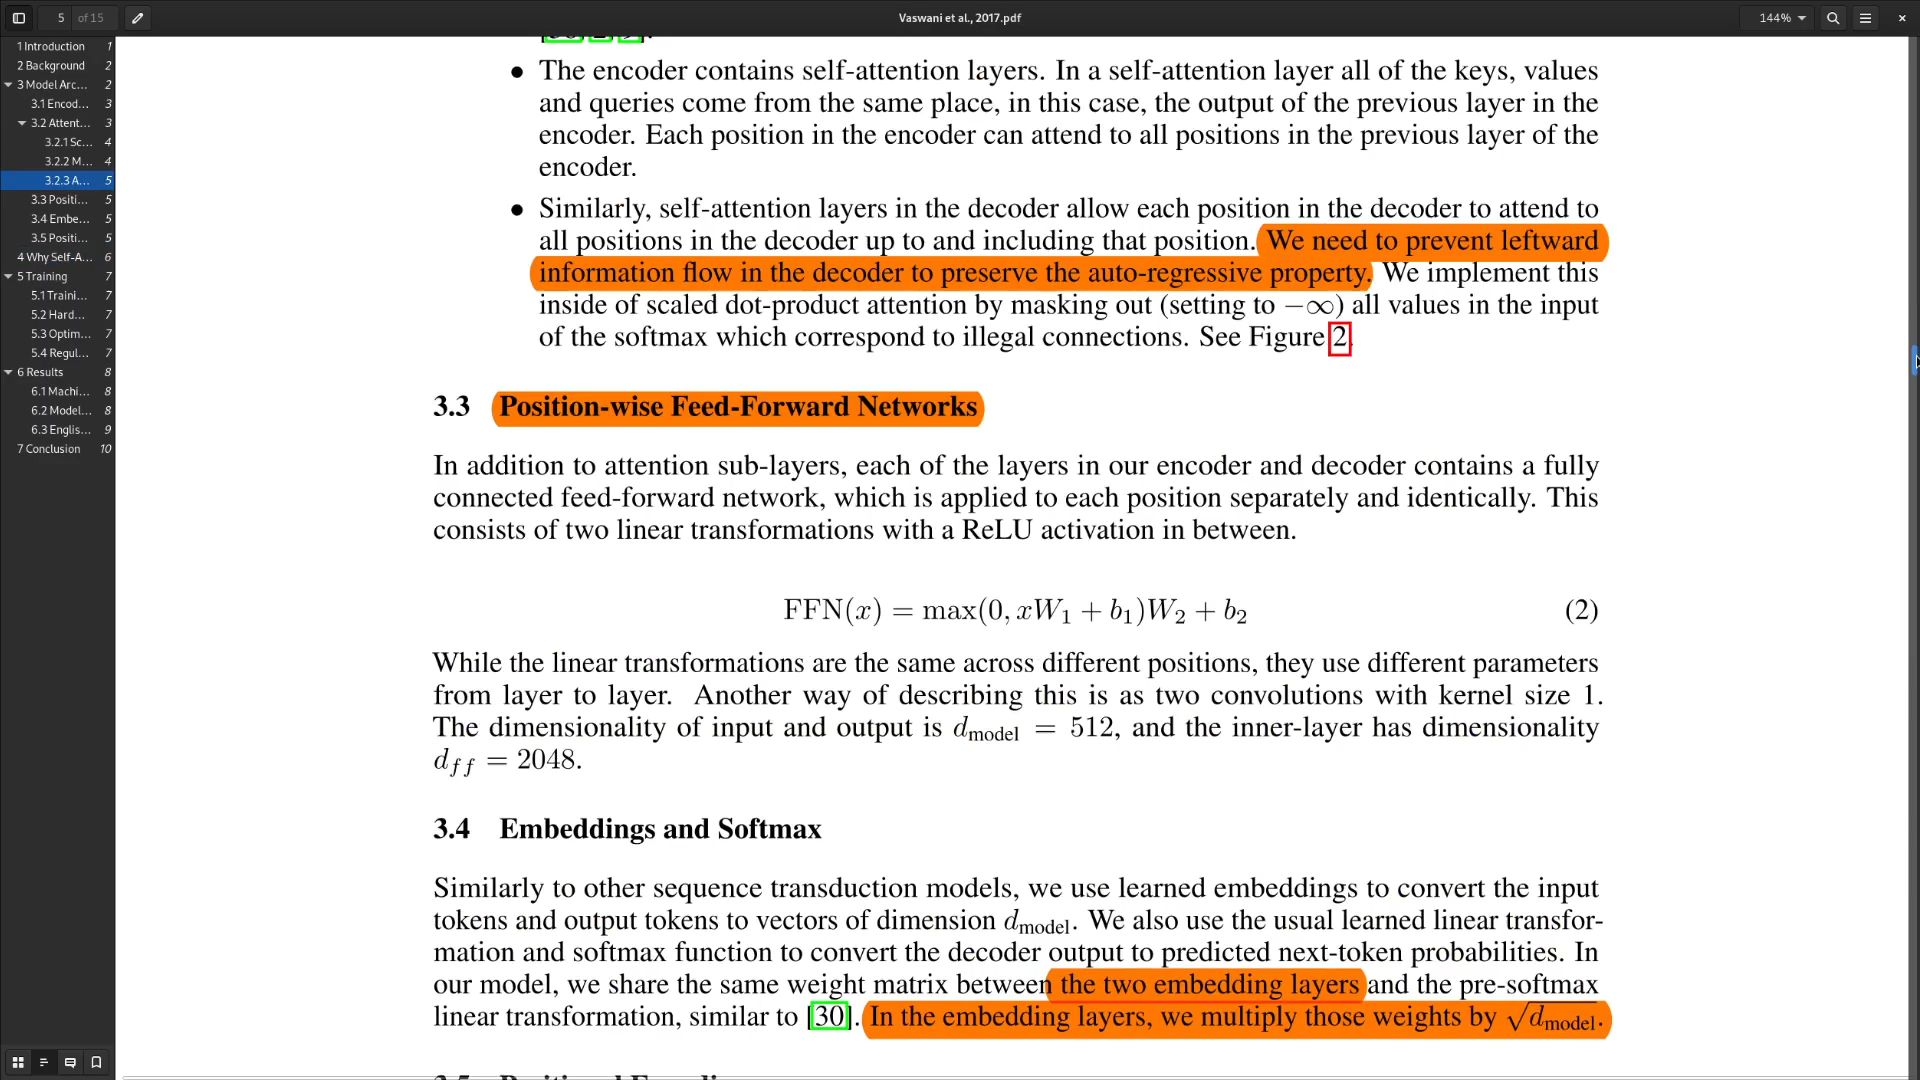 5 of 15
Vaswani et al., 2017.pdf
144%
1 Introduction 1
2 Background 2
3 Model Arc... 2
3.1 Encod... 3
3.2 Attent... 3
3.2.1 Sc... 4
3.2.2 M... 4
3.2.3 A... 5
3.3 Positi... 5
3.4 Embe... 5
3.5 Positi... 5
4 Why Self-A... 6
5 Training 7
5.1 Traini... 7
5.2 Hard... 7
5.3 Optim... 7
5.4 Regul... 7
6 Results 8
6.1 Machi... 8
6.2 Model... 8
6.3 Englis... 9
7 Conclusion 10
• The encoder contains self-attention layers. In a self-attention layer all of the keys, values
and queries come from the same place, in this case, the output of the previous layer in the
encoder. Each position in the encoder can attend to all positions in the previous layer of the
encoder.
• Similarly, self-attention layers in the decoder allow each position in the decoder to attend to
all positions in the decoder up to and including that position. We need to prevent leftward
information flow in the decoder to preserve the auto-regressive property. We implement this
inside of scaled dot-product attention by masking out (setting to −∞) all values in the input
of the softmax which correspond to illegal connections. See Figure 2.
3.3 Position-wise Feed-Forward Networks
In addition to attention sub-layers, each of the layers in our encoder and decoder contains a fully
connected feed-forward network, which is applied to each position separately and identically. This
consists of two linear transformations with a ReLU activation in between.
FFN(x) = max(0, xW₁ + b₁)W₂ + b₂ (2)
While the linear transformations are the same across different positions, they use different parameters
from layer to layer. Another way of describing this is as two convolutions with kernel size 1.
The dimensionality of input and output is d_model = 512, and the inner-layer has dimensionality
d_ff = 2048.
3.4 Embeddings and Softmax
Similarly to other sequence transduction models, we use learned embeddings to convert the input
tokens and output tokens to vectors of dimension d_model. We also use the usual learned linear transfor-
mation and softmax function to convert the decoder output to predicted next-token probabilities. In
our model, we share the same weight matrix between the two embedding layers and the pre-softmax
linear transformation, similar to [30]. In the embedding layers, we multiply those weights by √d_model.